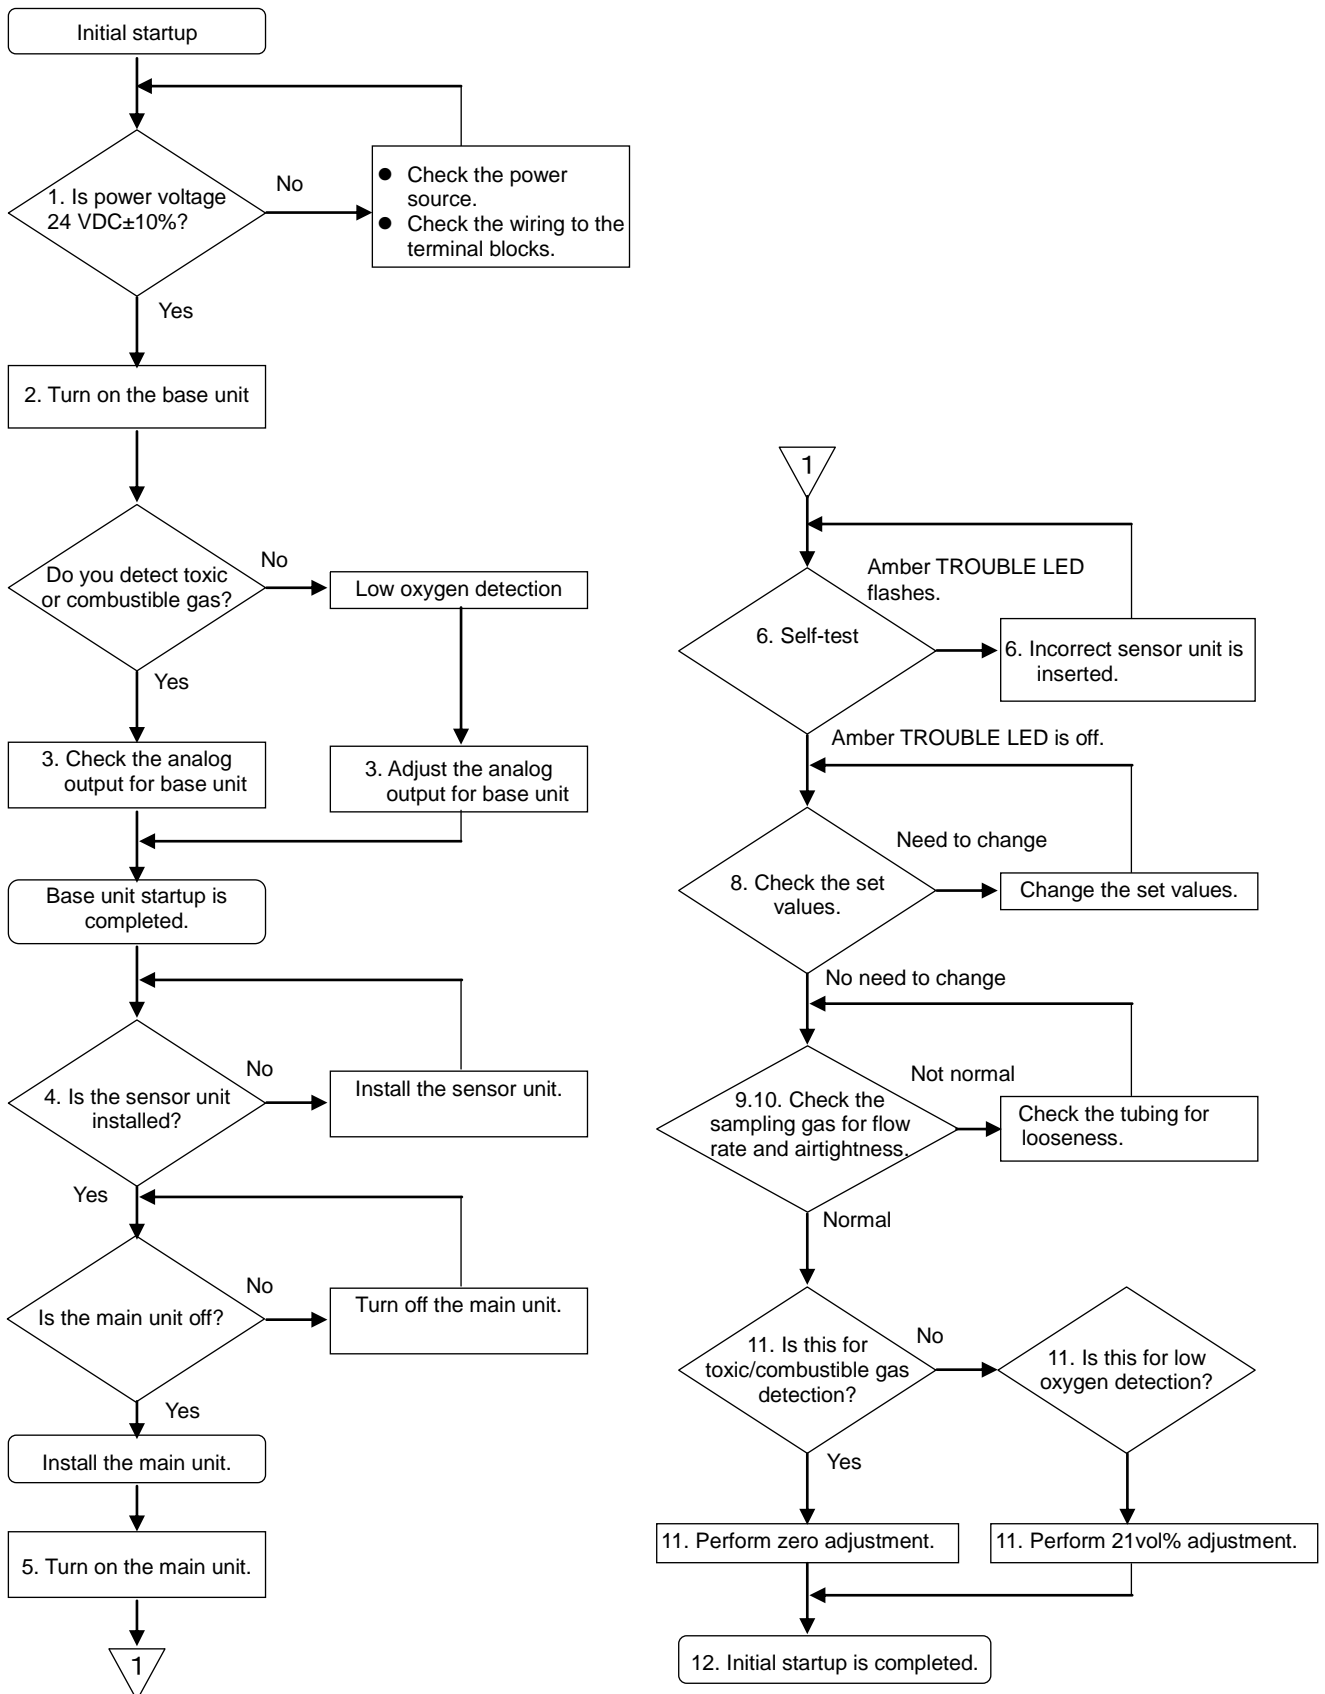 Initial startup
1. Is power voltage
24 VDC±10%?
No
● Check the power
source.
● Check the wiring to the
terminal blocks.
Yes
2. Turn on the base unit
Do you detect toxic
or combustible gas?
No
Low oxygen detection
Yes
3. Check the analog
output for base unit
3. Adjust the analog
output for base unit
Base unit startup is
completed.
4. Is the sensor unit
installed?
No
Install the sensor unit.
Yes
Is the main unit off?
No
Turn off the main unit.
Yes
Install the main unit.
5. Turn on the main unit.
1
1
Amber TROUBLE LED
flashes.
6. Self-test
6. Incorrect sensor unit is
inserted.
Amber TROUBLE LED is off.
Need to change
8. Check the set
values.
Change the set values.
No need to change
Not normal
9.10. Check the
sampling gas for flow
rate and airtightness.
Check the tubing for
looseness.
Normal
11. Is this for
toxic/combustible gas
detection?
No
11. Is this for low
oxygen detection?
Yes
11. Perform zero adjustment.
11. Perform 21vol% adjustment.
12. Initial startup is completed.